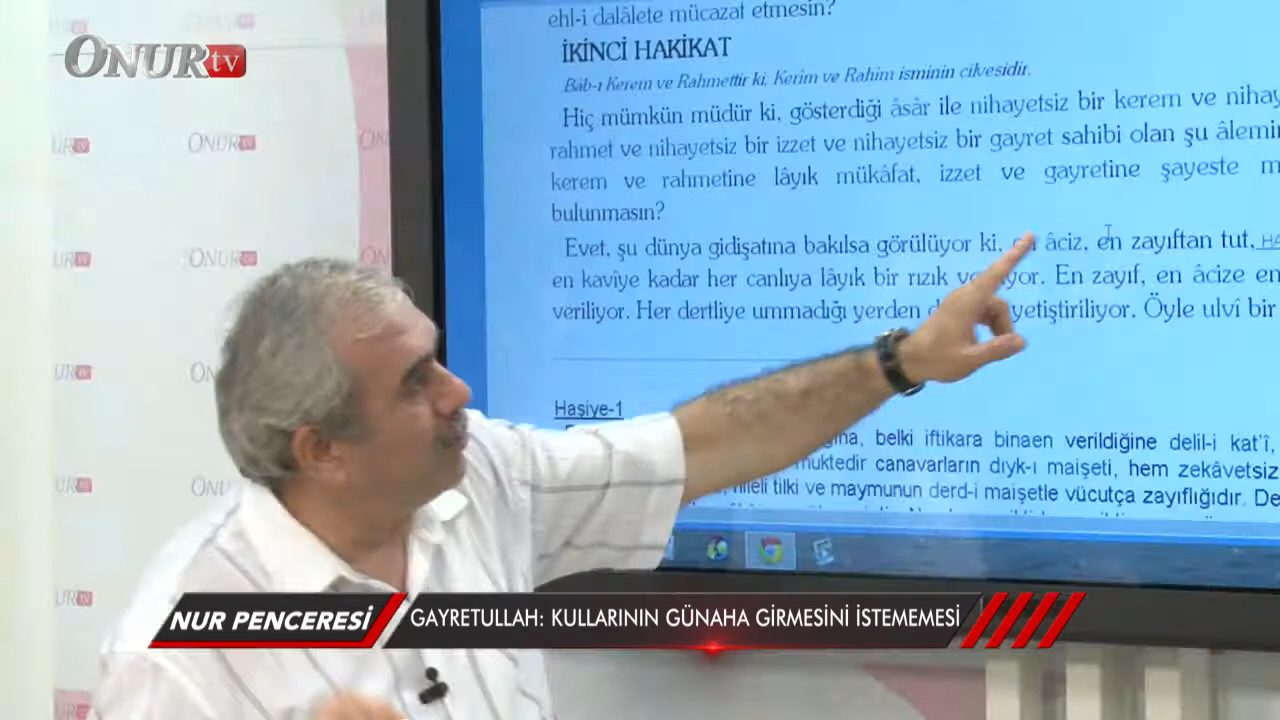 ONUR tv
ehl-i dalâlete mücazat etmesin?
İKİNCİ HAKİKAT
Bâb-ı Kerem ve Rahmettir ki, Kerim ve Rahim isminin cilvesidir.
Hiç mümkün müdür ki, gösterdiği âsâr ile nihayetsiz bir kerem ve nihay
rahmet ve nihayetsiz bir izzet ve nihayetsiz bir gayret sahibi olan şu âlemin
kerem ve rahmetine lâyık mükâfat, izzet ve gayretine şayeste m
bulunmasın?
Evet, şu dünya gidişatına bakılsa görülüyor ki, âciz, en zayıftan tut, HA
en kavîye kadar her canlıya lâyık bir rızık yor. En zayıf, en âcize en
veriliyor. Her dertliye ummadığı yerden yetiştiriliyor. Öyle ulvî bir
Haşiye-1
belki iftikara binaen verildiğine delil-i kat'î,
muktedir canavarların dıyk-ı maişeti, hem zekâvetsiz
hileli tilki ve maymunun derd-i maişetle vücutça zayıflığıdır. De
NUR PENCERESİ
GAYRETULLAH: KULLARININ GÜNAHA GİRMESİNİ İSTEMEMESİ